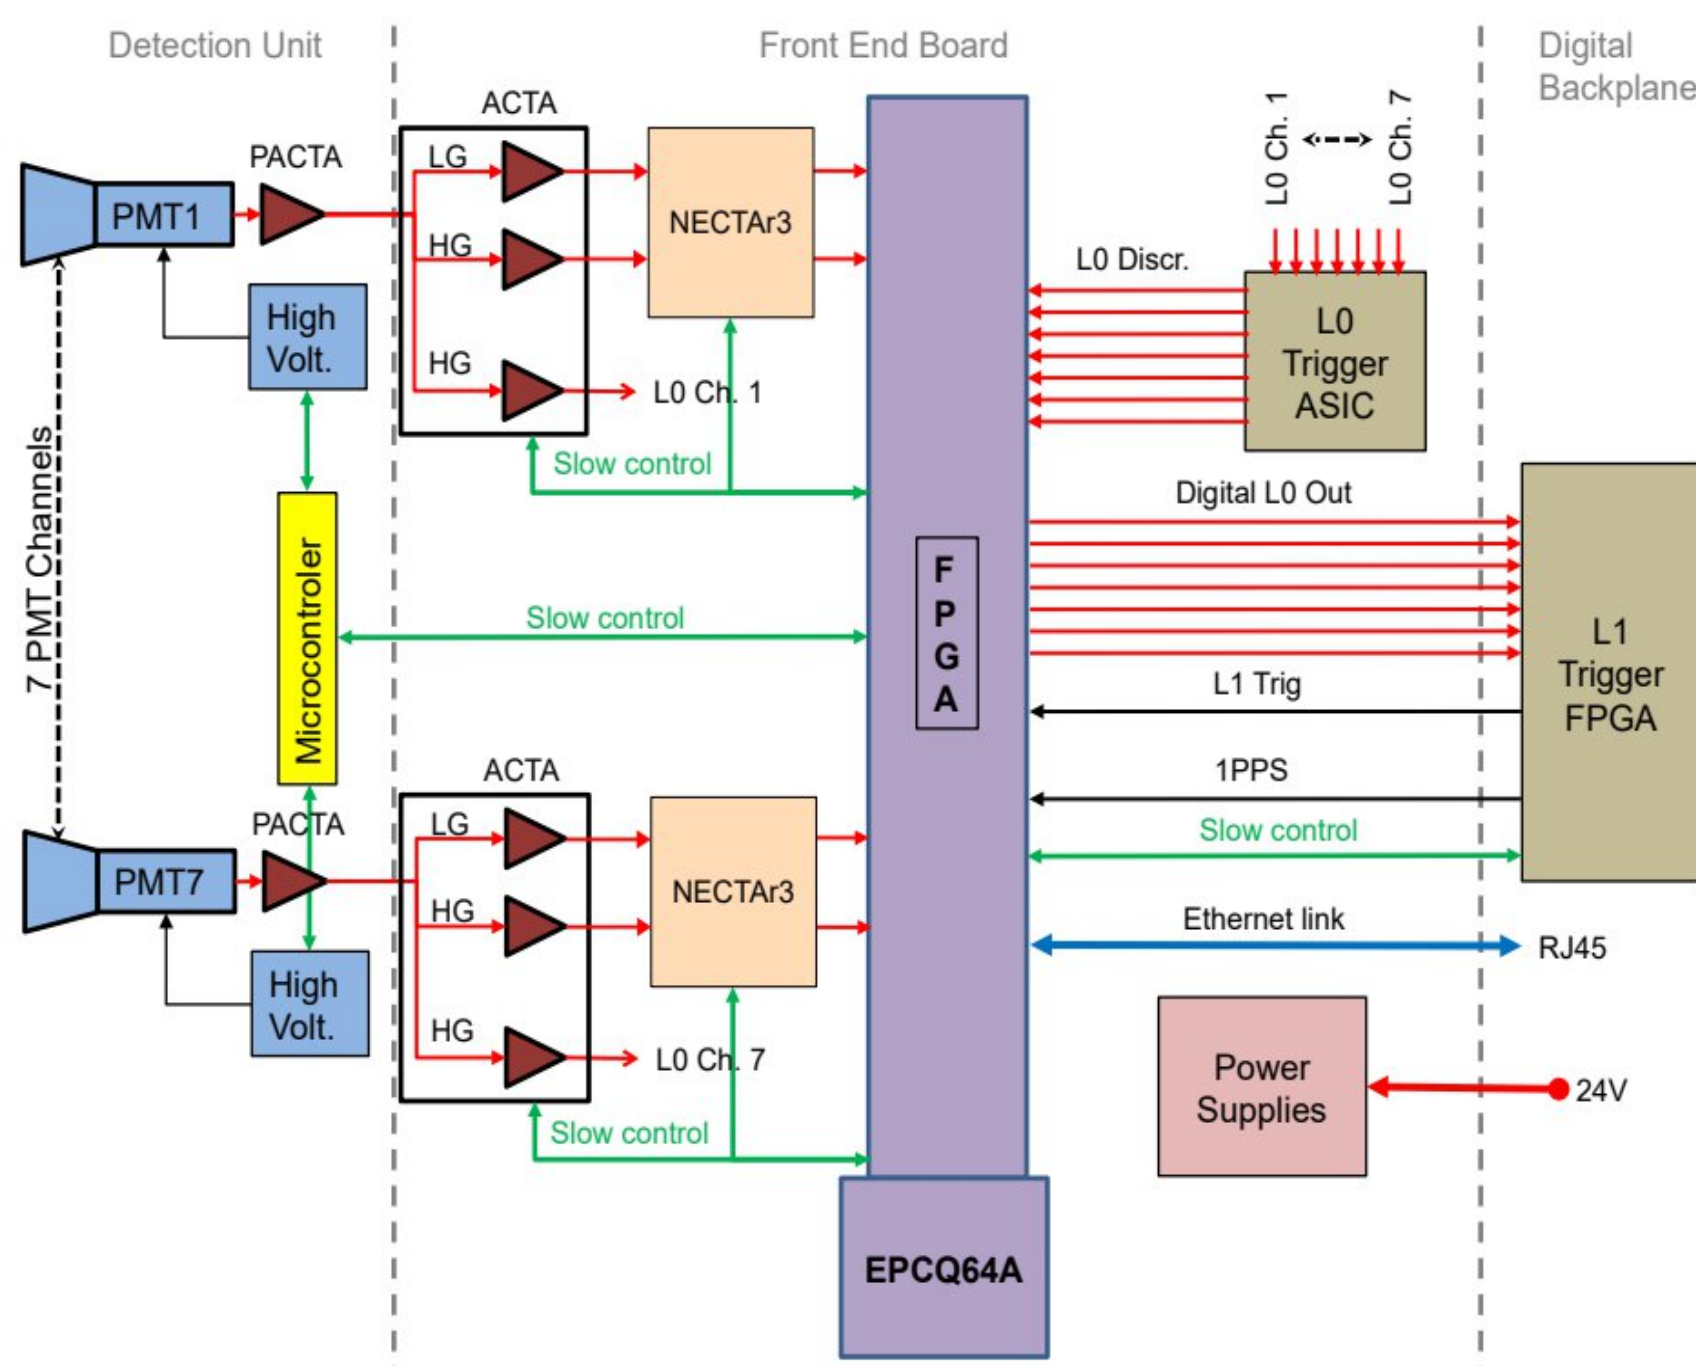 Detection Unit
Front End Board
Digital
Backplane
ACTA
PACTA
PMT1
LG
HG
HG
NECTAr3
L0 Ch. 1
L0 Ch. 7
L0 Discr.
L0
Trigger
ASIC
High
Volt.
L0 Ch. 1
Slow control
7 PMT Channels
Microcontroler
Slow control
F
P
G
A
Digital L0 Out
L1
Trigger
FPGA
L1 Trig
1PPS
Slow control
Ethernet link
RJ45
ACTA
PACTA
PMT7
LG
HG
HG
NECTAr3
High
Volt.
L0 Ch. 7
Slow control
Power
Supplies
24V
EPCQ64A